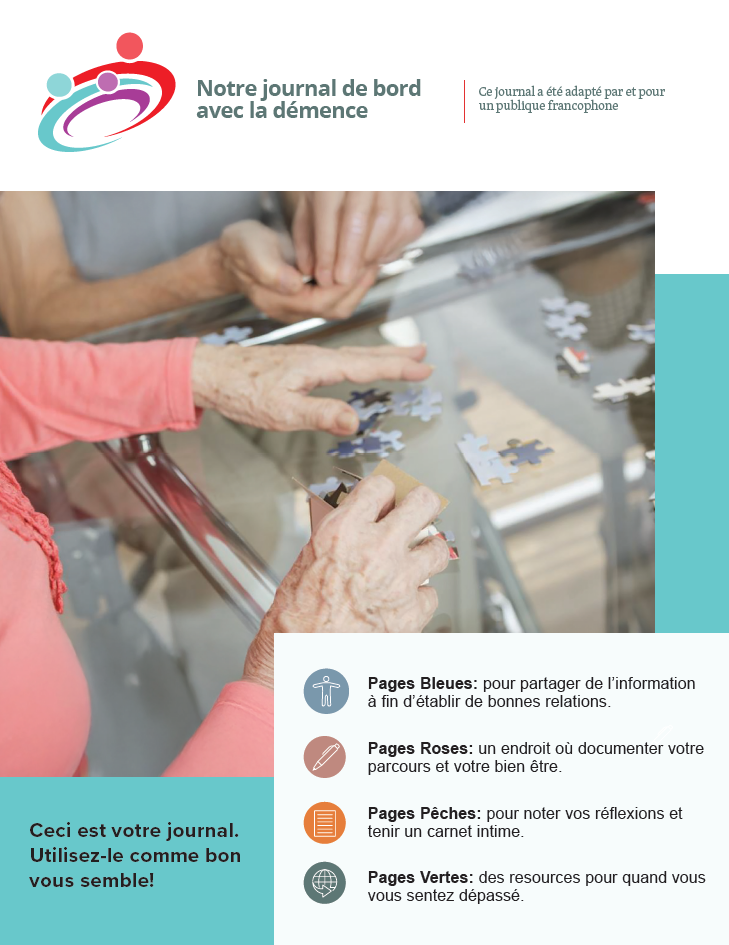 Notre journal de bord
avec la démence
Ce journal a été adapté par et pour
un publique francophone
Pages Bleues: pour partager de l’information
à fin d’établir de bonnes relations.
Pages Roses: un endroit où documenter votre
parcours et votre bien être.
Pages Pêches: pour noter vos réflexions et
tenir un carnet intime.
Pages Vertes: des resources pour quand vous
vous sentez dépassé.
Ceci est votre journal.
Utilisez-le comme bon
vous semble!